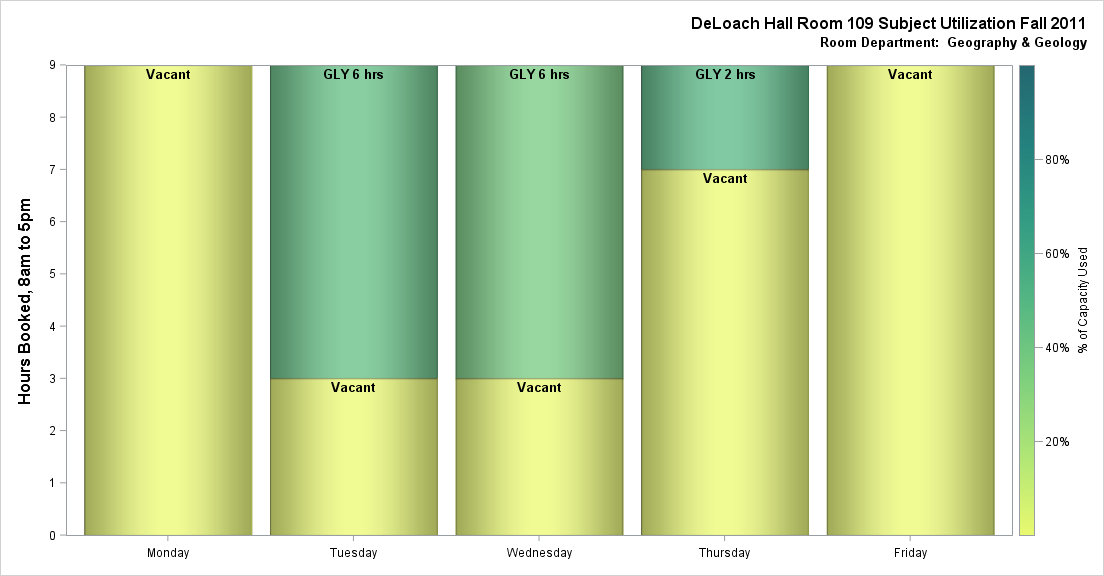 DeLoach Hall Room 109 Subject Utilization Fall 2011
Room Department:  Geography & Geology
Hours Booked, 8am to 5pm
9
8
7
6
5
4
3
2
1
0
Vacant
GLY 6 hrs
GLY 6 hrs
GLY 2 hrs
Vacant
Vacant
Vacant
Vacant
Monday
Tuesday
Wednesday
Thursday
Friday
80%
60%
40%
20%
% of Capacity Used